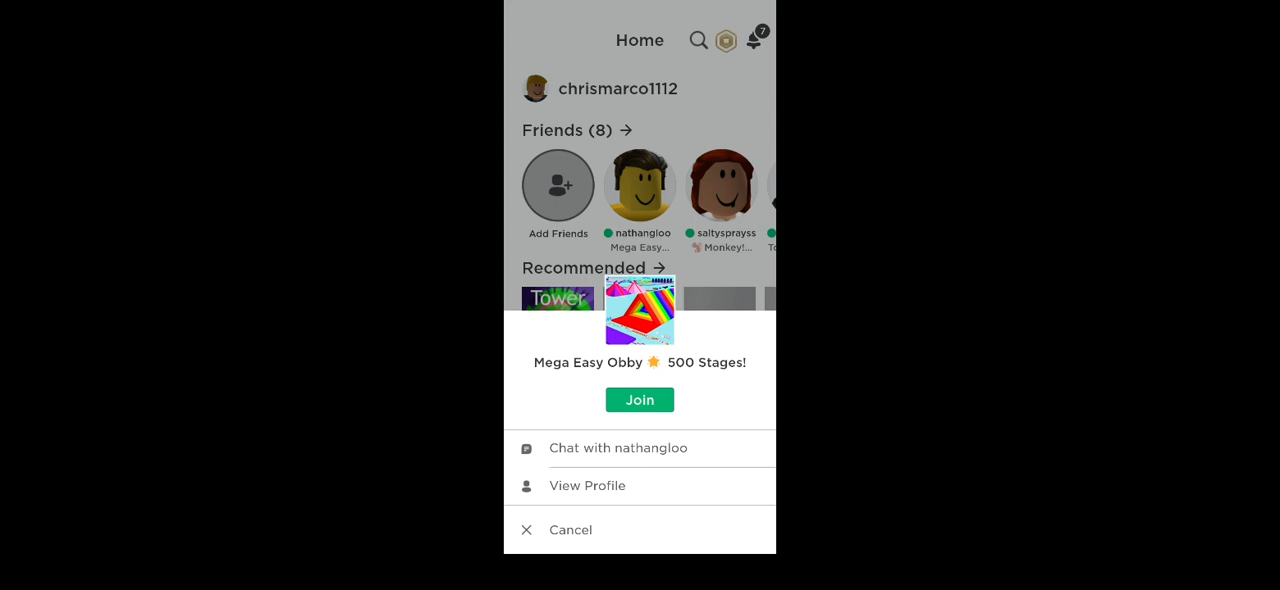 Home
7
chrismarco1112
Friends (8) →
Add Friends
nathangloo
Mega Easy...
saltysprayss
🐒 Monkey!...
Recommended →
Tower
Mega Easy Obby ⭐ 500 Stages!
Join
Chat with nathangloo
View Profile
Cancel